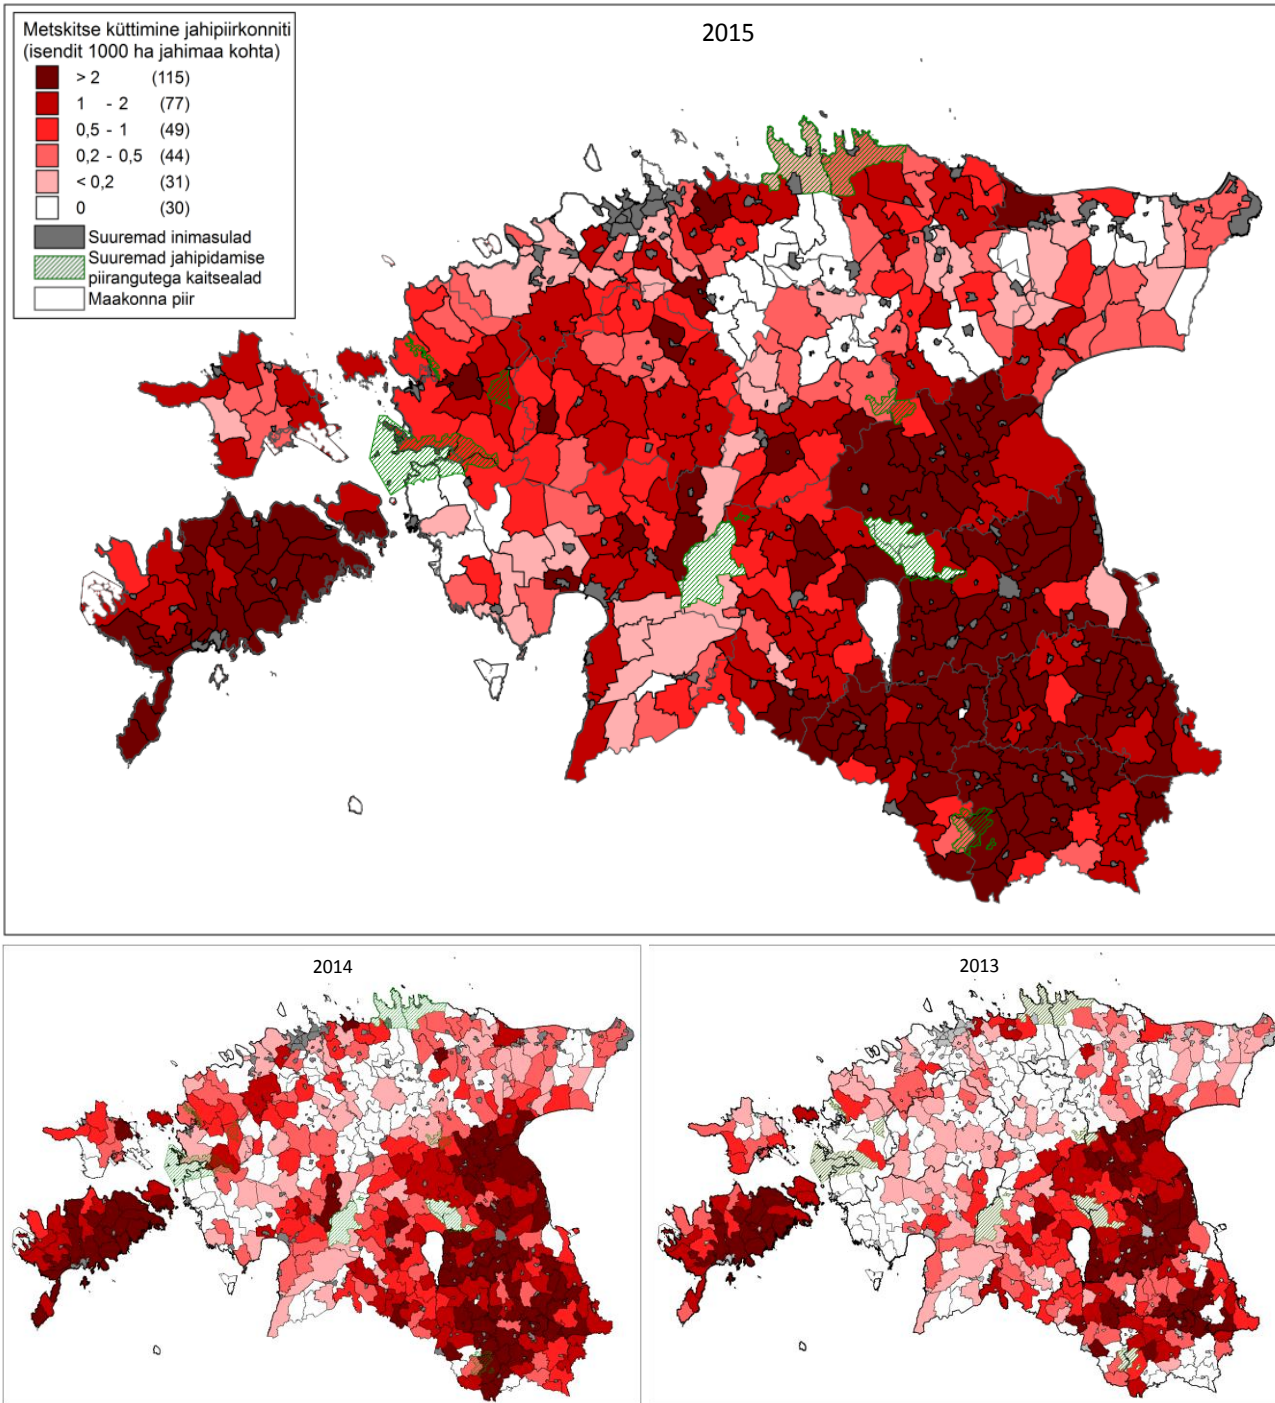 Metskitse küttimine jahipiirkonniti
(isendit 1000 ha jahimaa kohta)
> 2 (115)
1 - 2 (77)
0,5 - 1 (49)
0,2 - 0,5 (44)
< 0,2 (31)
0 (30)
Suuremad inimasulad
Suuremad jahipidamise
piirangutega kaitsealad
Maakonna piir
2015
2014
2013